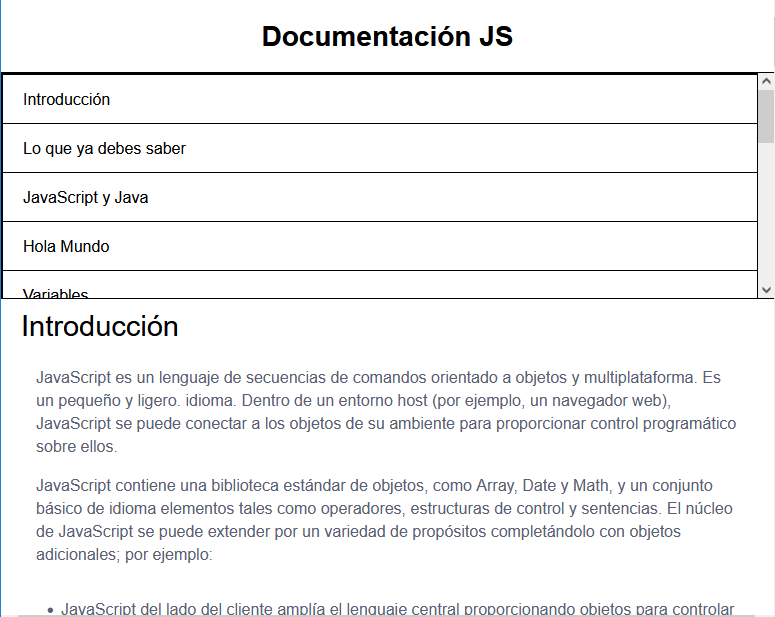 Documentación JS
Introducción
Lo que ya debes saber
JavaScript y Java
Hola Mundo
Variables
Introducción
JavaScript es un lenguaje de secuencias de comandos orientado a objetos y multiplataforma. Es
un pequeño y ligero. idioma. Dentro de un entorno host (por ejemplo, un navegador web),
JavaScript se puede conectar a los objetos de su ambiente para proporcionar control programático
sobre ellos.
JavaScript contiene una biblioteca estándar de objetos, como Array, Date y Math, y un conjunto
básico de idioma elementos tales como operadores, estructuras de control y sentencias. El núcleo
de JavaScript se puede extender por un variedad de propósitos completándolo con objetos
adicionales; por ejemplo:
• JavaScript del lado del cliente amplía el lenguaje central proporcionando objetos para controlar